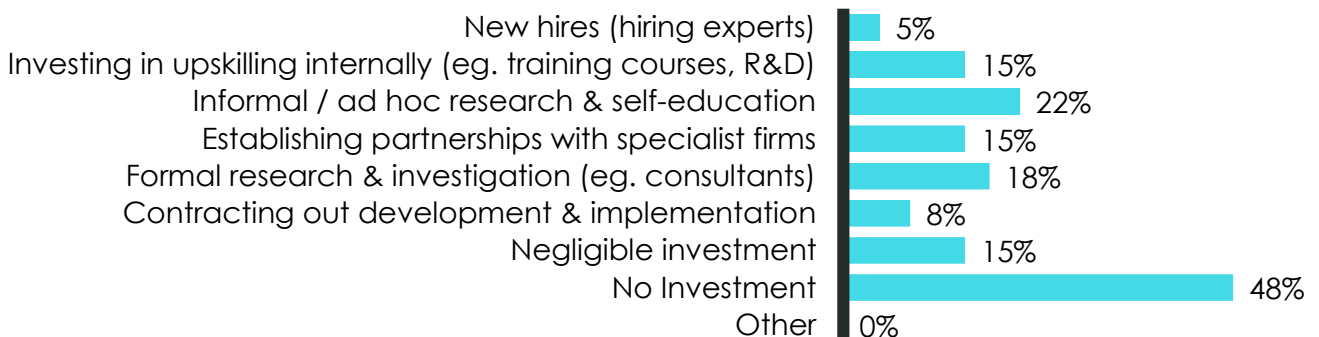 New hires (hiring experts) 5%
Investing in upskilling internally (eg. training courses, R&D) 15%
Informal / ad hoc research & self-education 22%
Establishing partnerships with specialist firms 15%
Formal research & investigation (eg. consultants) 18%
Contracting out development & implementation 8%
Negligible investment 15%
No Investment 48%
Other 0%